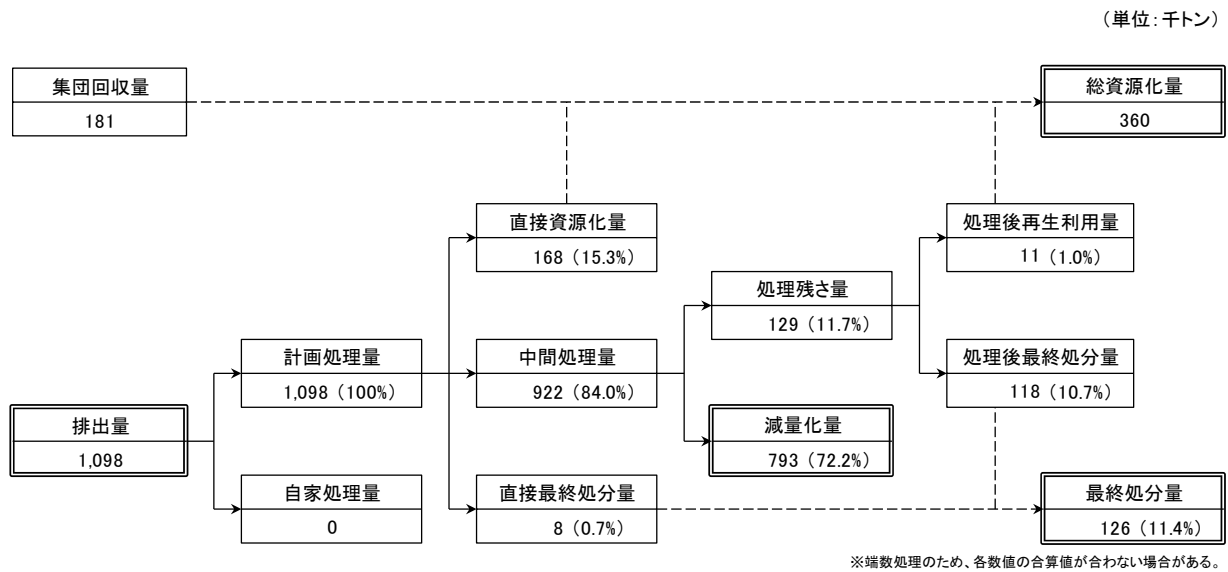 （単位：千トン）
集団回収量
181
総資源化量
360
直接資源化量
168（15.3%）
処理後再生利用量
11（1.0%）
処理残さ量
129（11.7%）
計画処理量
1,098（100%）
中間処理量
922（84.0%）
処理後最終処分量
118（10.7%）
排出量
1,098
減量化量
793（72.2%）
自家処理量
0
直接最終処分量
8（0.7%）
最終処分量
126（11.4%）
※端数処理のため、各数値の合算値が合わない場合がある。